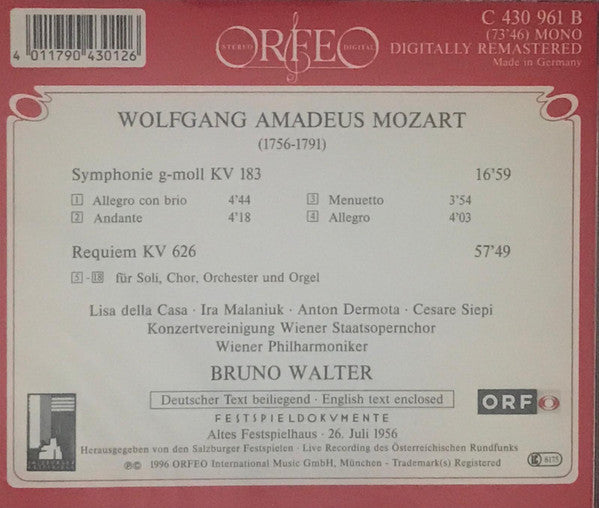 4 011790 430126
STEREO ORFEO DIGITAL
C 430 961 B
(73'46) MONO
DIGITALLY REMASTERED
Made in Germany
WOLFGANG AMADEUS MOZART
(1756-1791)
Symphonie g-moll KV 183 16'59
1 Allegro con brio 4'44 3 Menuetto 3'54
2 Andante 4'18 4 Allegro 4'03
Requiem KV 626 57'49
5 - 18 für Soli, Chor, Orchester und Orgel
Lisa della Casa · Ira Malaniuk · Anton Dermota · Cesare Siepi
Konzertvereinigung Wiener Staatsopernchor
Wiener Philharmoniker
BRUNO WALTER
Deutscher Text beiliegend · English text enclosed
ORF
FESTSPIELDOKVMENTE
Altes Festspielhaus · 26. Juli 1956
Herausgegeben von den Salzburger Festspielen · Live Recording des Österreichischen Rundfunks
℗© 1996 ORFEO International Music GmbH, München · Trademark(s) Registered
LC 8175